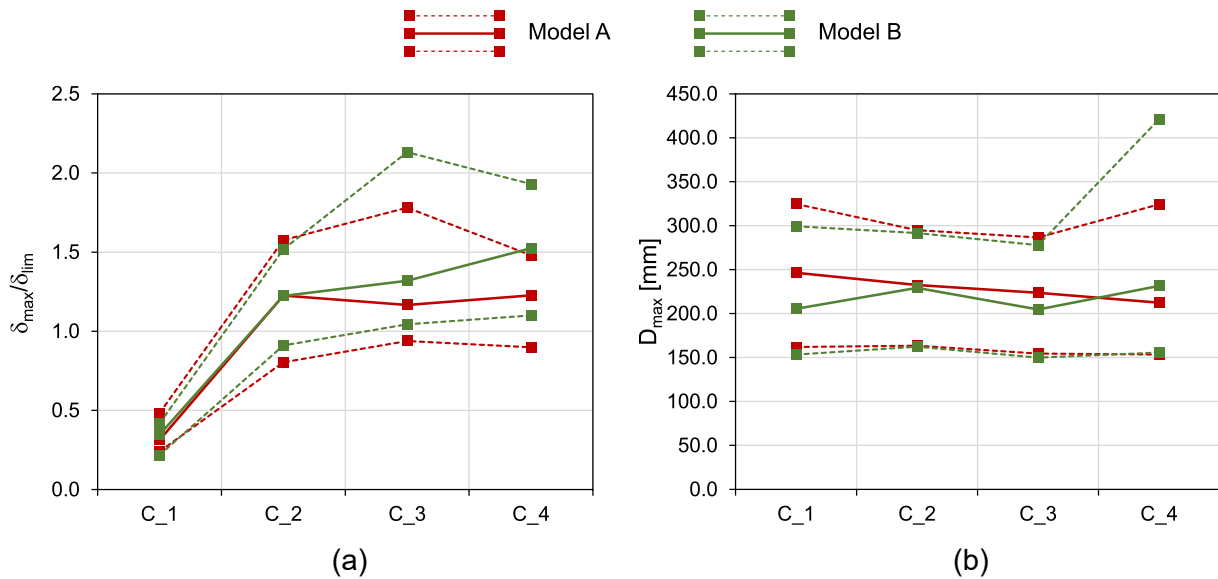 Model A
Model B
2.5
2.0
1.5
1.0
0.5
0.0
δmax/δlim
C_1
C_2
C_3
C_4
(a)
450.0
400.0
350.0
300.0
250.0
200.0
150.0
100.0
50.0
0.0
Dmax [mm]
C_1
C_2
C_3
C_4
(b)